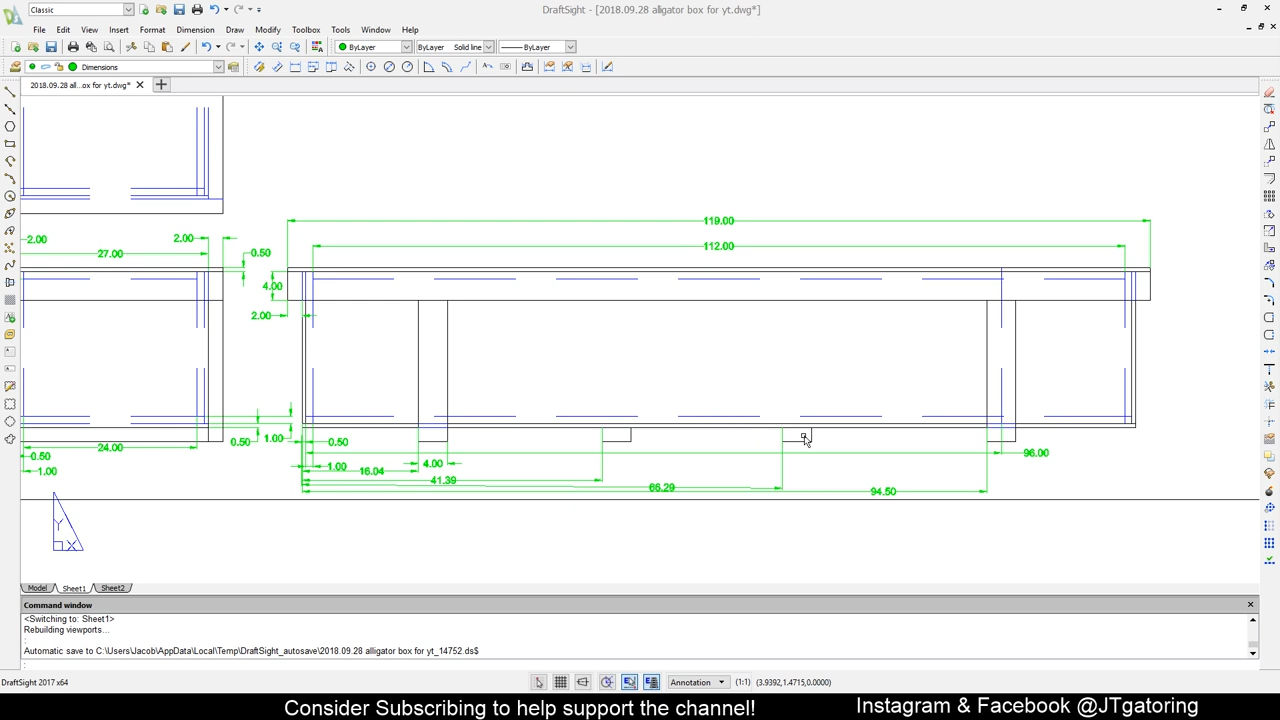 Classic
DraftSight - [2018.09.28 alligator box for yt.dwg*]
File Edit View Insert Format Dimension Draw Modify Toolbox Tools Window Help
ByLayer ByLayer Solid line ByLayer
Dimensions
2018.09.28 all...ox for yt.dwg*
119.00
2.00 2.00
112.00
27.00 0.50
4.00
2.00
0.50 1.00 0.50
24.00
96.00
0.50
4.00
1.00 1.00 16.04
41.39
66.29 94.50
Y
X
Model Sheet1 Sheet2
Command window
<Switching to: Sheet1>
Rebuilding viewports...
:
Automatic save to C:\Users\Jacob\AppData\Local\Temp\DraftSight_autosave\2018.09.28 alligator box for yt_14752.ds$
:
DraftSight 2017 x64 Annotation (1:1) (3.9392,1.4715,0.0000)
Consider Subscribing to help support the channel! Instagram & Facebook @JTgatoring